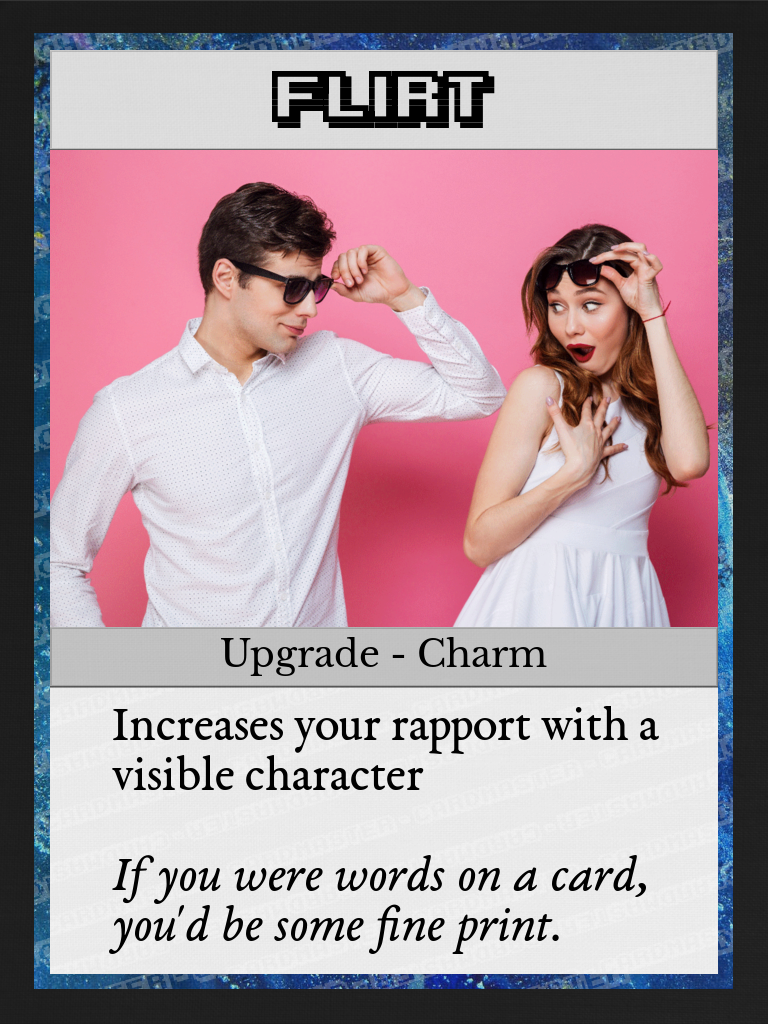 FLIRT
Upgrade - Charm
Increases your rapport with a
visible character
If you were words on a card,
you'd be some fine print.